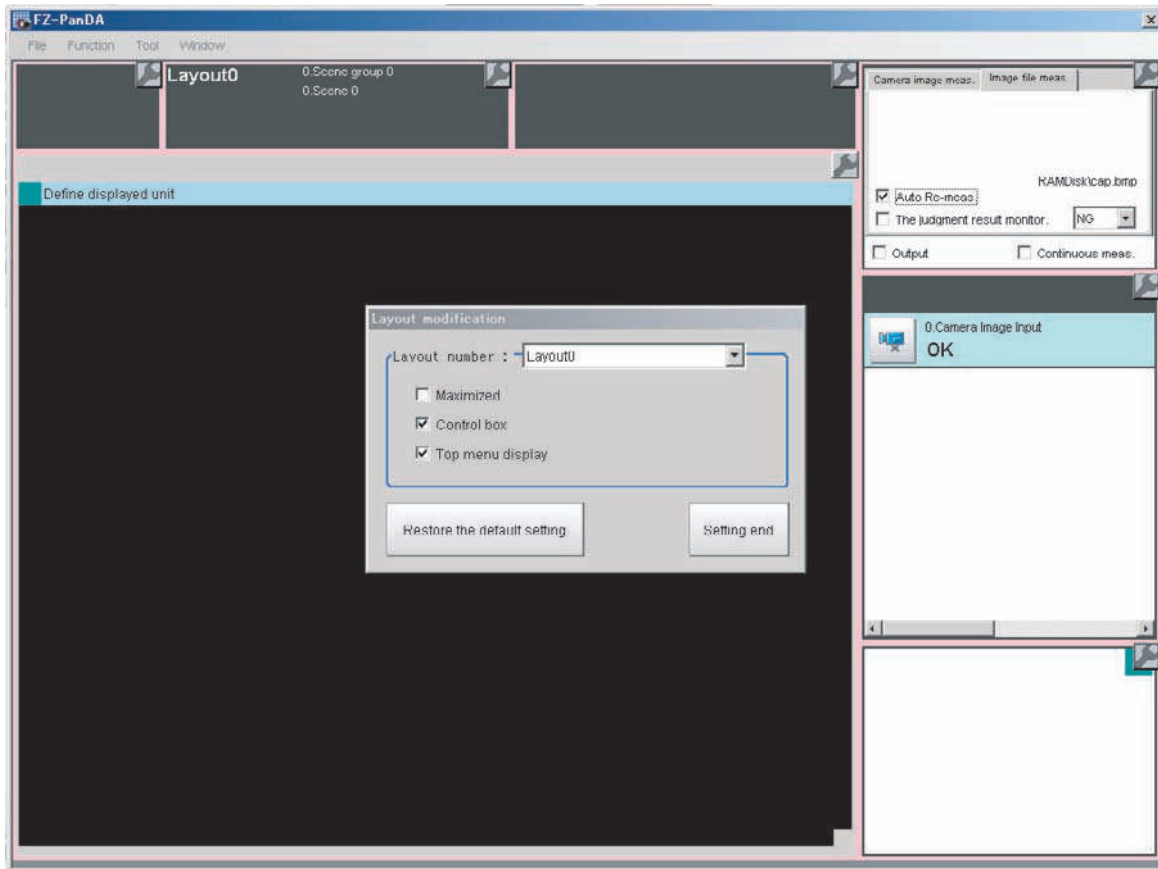 FZ-PanDA
File Function Tool Window
Layout0
0.Scene group 0
0.Scene 0
Camera image meas. Image file meas.
RAMDisk\cap.bmp
Auto Re-meas.
The judgment result monitor. NG
Output Continuous meas.
Define displayed unit
0.Camera Image Input
OK
Layout modification
Layout number : Layout0
Maximized
Control box
Top menu display
Restore the default setting
Setting end